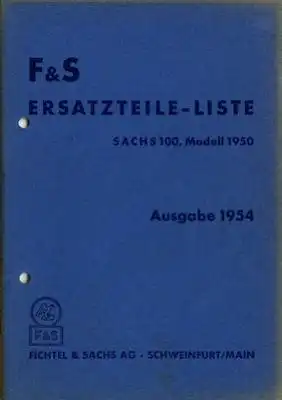 F&S
ERSATZTEILE-LISTE
SACHS 100, Modell 1950
Ausgabe 1954
F&S
FICHTEL & SACHS AG · SCHWEINFURT/MAIN